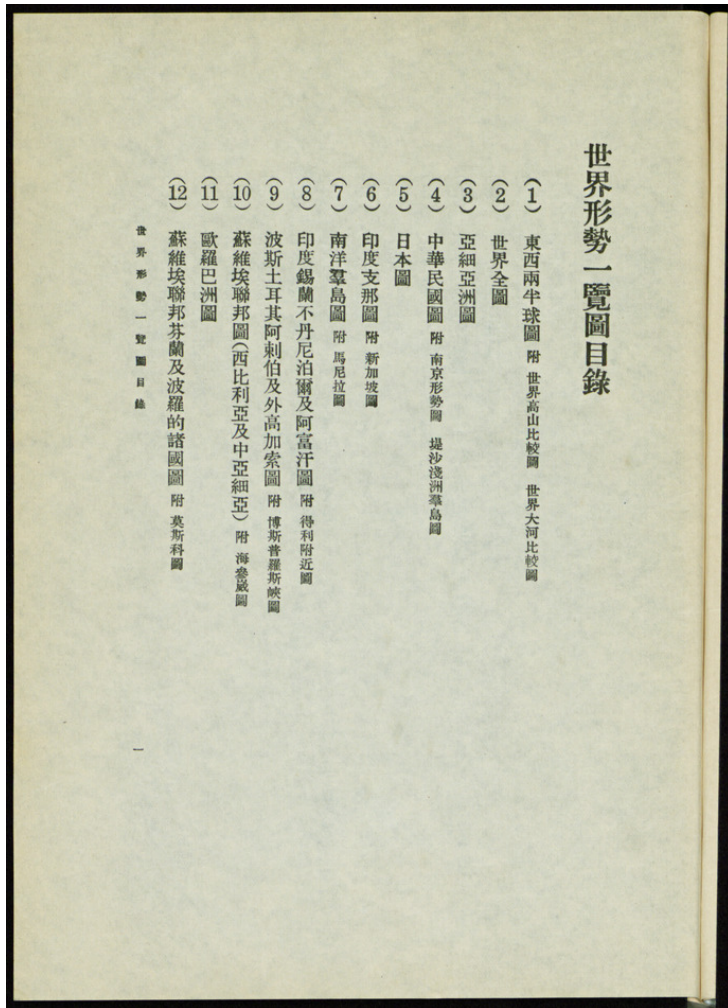 世界形勢一覽圖目錄
(1) 東西兩半球圖 附 世界高山比較圖 世界大河比較圖
(2) 世界全圖
(3) 亞細亞洲圖
(4) 中華民國圖 附 南京形勢圖 堤沙淺洲羣島圖
(5) 日本圖
(6) 印度支那圖 附 新加坡圖
(7) 南洋羣島圖 附 馬尼拉圖
(8) 印度錫蘭不丹尼泊爾及阿富汗圖 附 得利附近圖
(9) 波斯土耳其阿剌伯及外高加索圖 附 博斯普羅斯峽圖
(10) 蘇維埃聯邦圖(西比利亞及中亞細亞) 附 海參崴圖
(11) 歐羅巴洲圖
(12) 蘇維埃聯邦芬蘭及波羅的諸國圖 附 莫斯科圖
世界形勢一覽圖目錄
一